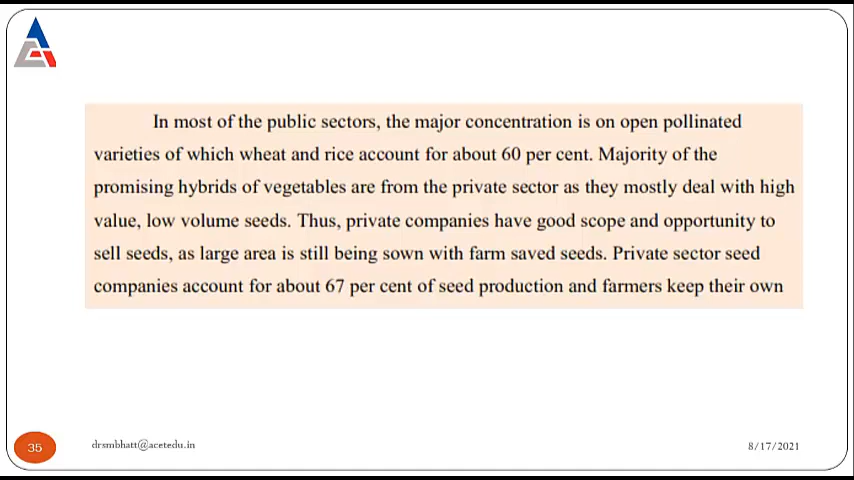 In most of the public sectors, the major concentration is on open pollinated
varieties of which wheat and rice account for about 60 per cent. Majority of the
promising hybrids of vegetables are from the private sector as they mostly deal with high
value, low volume seeds. Thus, private companies have good scope and opportunity to
sell seeds, as large area is still being sown with farm saved seeds. Private sector seed
companies account for about 67 per cent of seed production and farmers keep their own
35
drsmbhatt@acetedu.in
8/17/2021